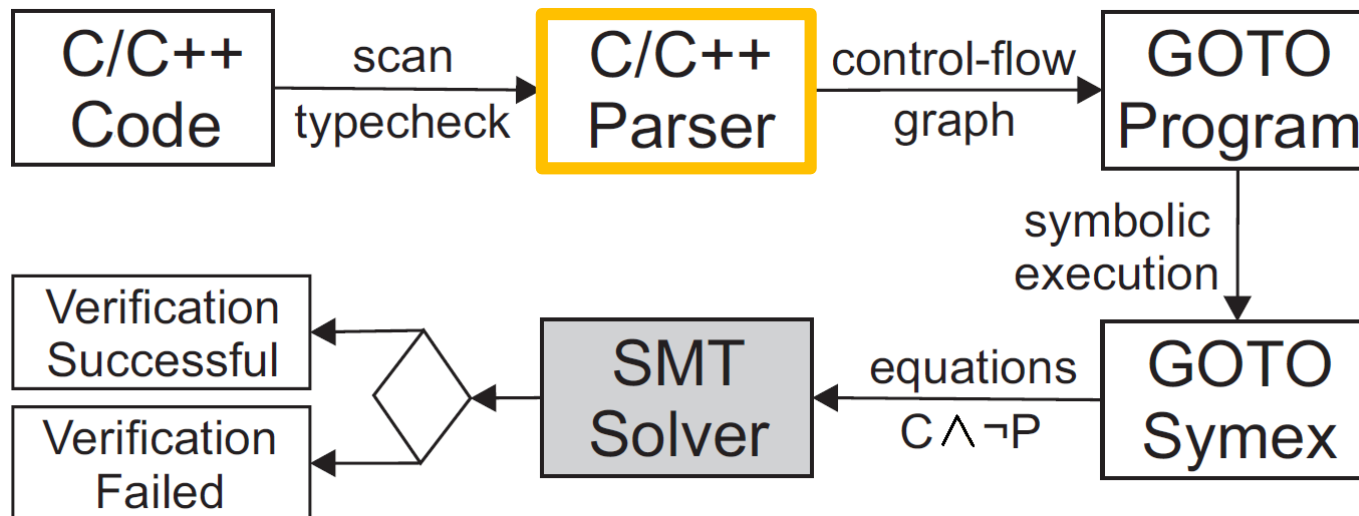 C/C++
Code
scan
typecheck
C/C++
Parser
control-flow
graph
GOTO
Program
symbolic
execution
GOTO
Symex
equations
C∧¬P
SMT
Solver
Verification
Successful
Verification
Failed